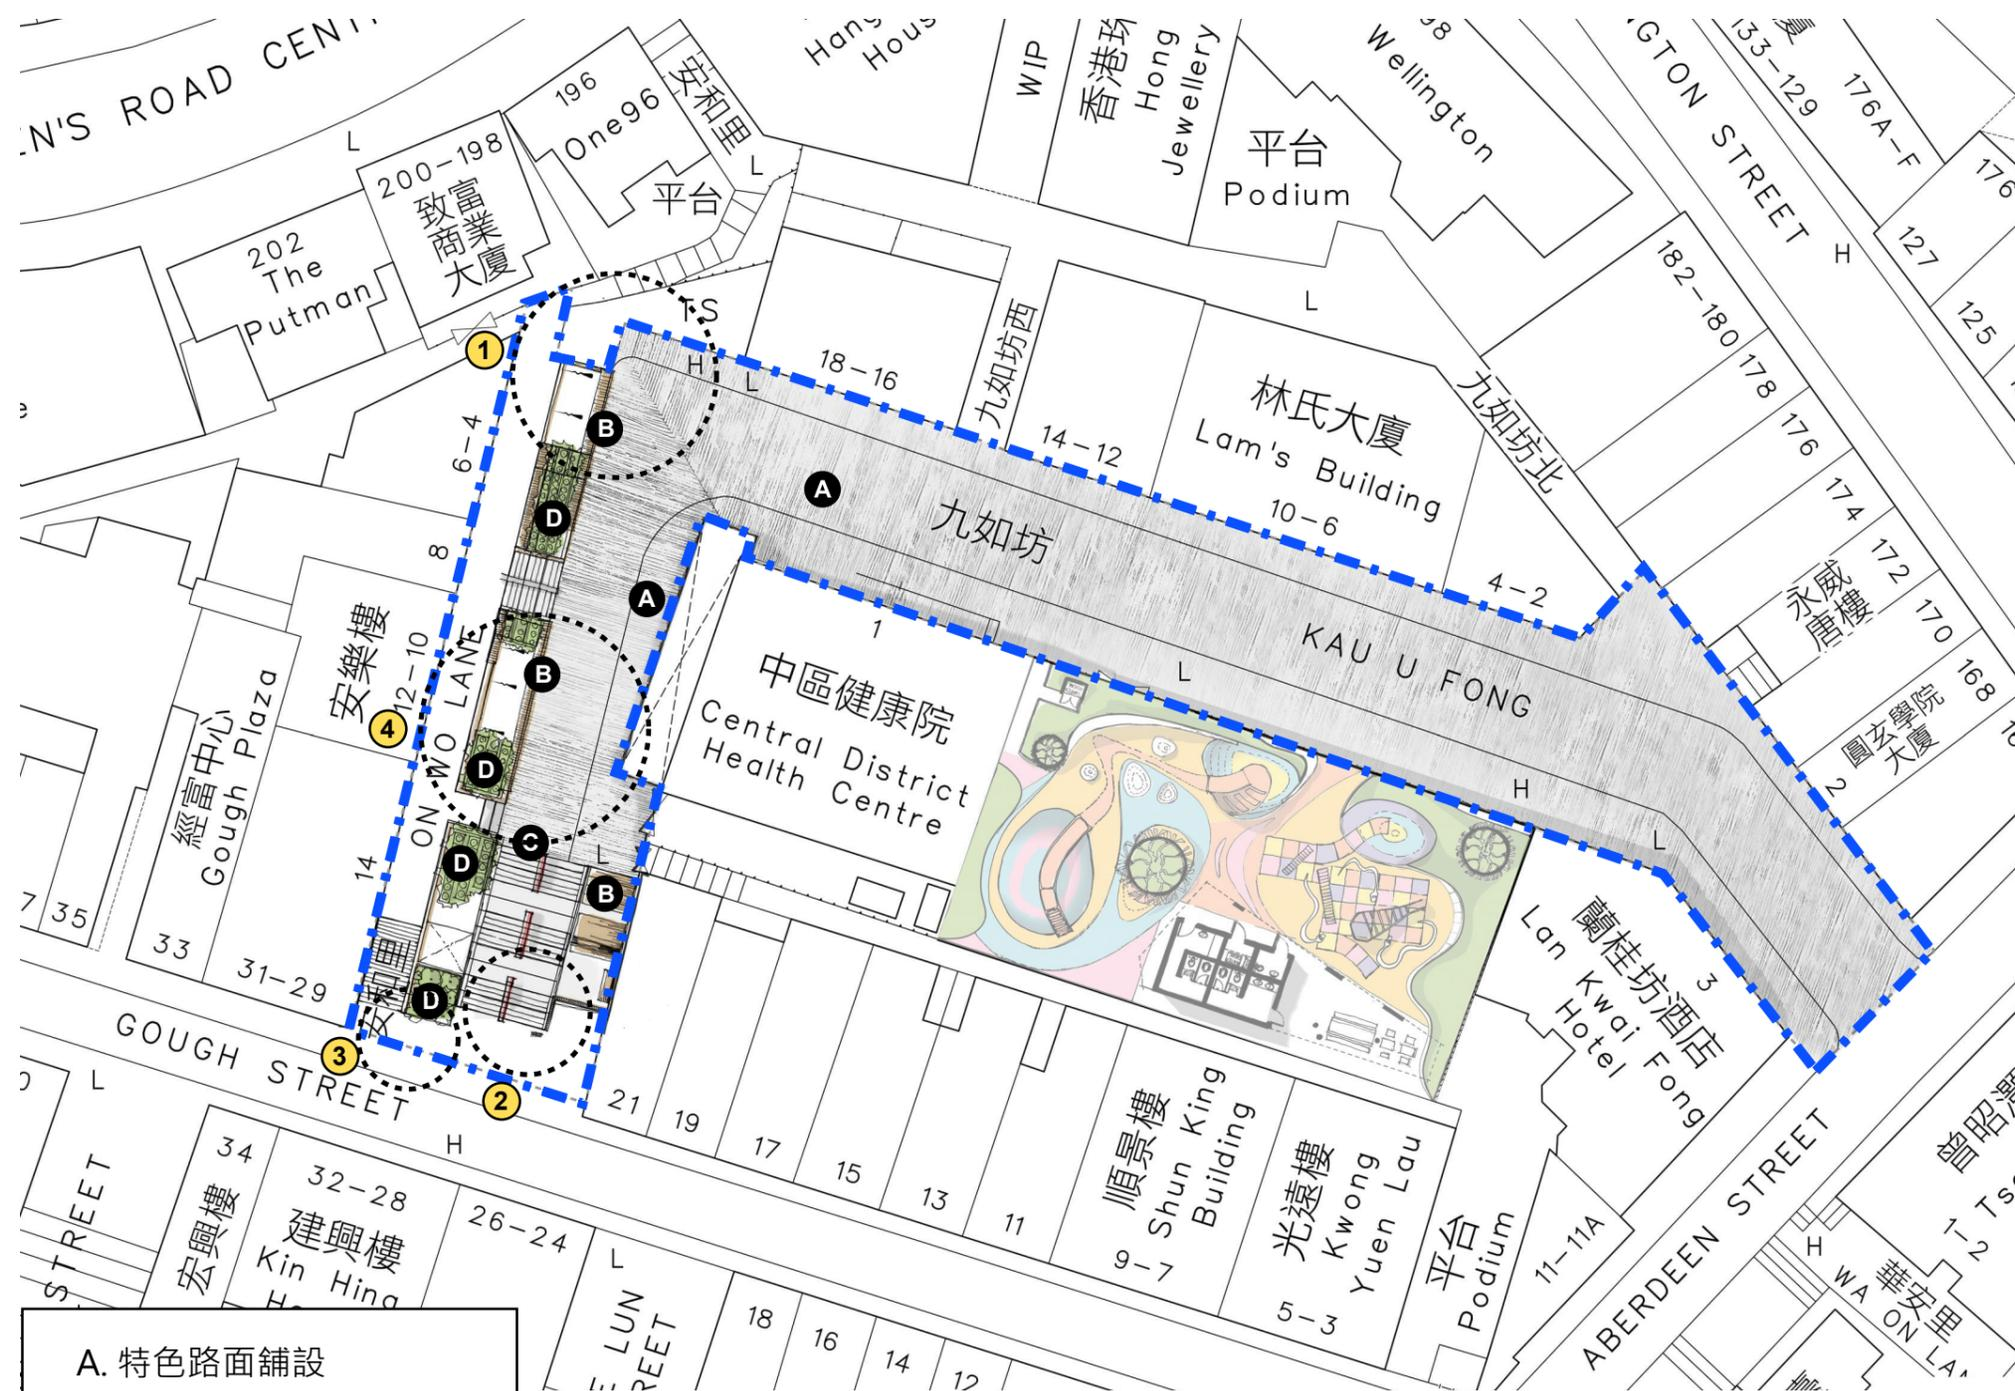 EN'S ROAD CENT
L
196
One96
安和里
平台
L
200-198
致富
商業
大廈
202
The
Putman
Hang
Hous
WIP
香港珠
Hong
Jewellery
平台
Podium
98
Wellington
NGTON STREET
133-129
176A-F
176
127
125
H
182-180
178
176
174
172
170
168
永威
唐樓
圓玄學院
大廈
2
1
TS
H
L
18-16
九如坊西
14-12
林氏大廈
Lam's Building
10-6
L
九如坊北
4-2
B
A
九如坊
KAU U FONG
L
H
L
6-4
D
8
A
1
中區健康院
Central District
Health Centre
安樂樓
12-10
ON WO LANE
4
B
D
C
L
B
D
D
14
安和里
經富中心
Gough Plaza
7
35
33
31-29
3
2
GOUGH STREET
L
H
21
19
17
15
13
11
順景樓
Shun King
Building
9-7
光遠樓
Kwong
Yuen Lau
5-3
平台
Podium
蘭桂坊酒店
Lan Kwai Fong
Hotel
3
11-11A
ABERDEEN STREET
H
華安里
WA ON LAN
1-2
STREET
34
宏興樓
32-28
建興樓
Kin Hing
26-24
L
E LUN
REET
18
16
14
12
A. 特色路面舖設